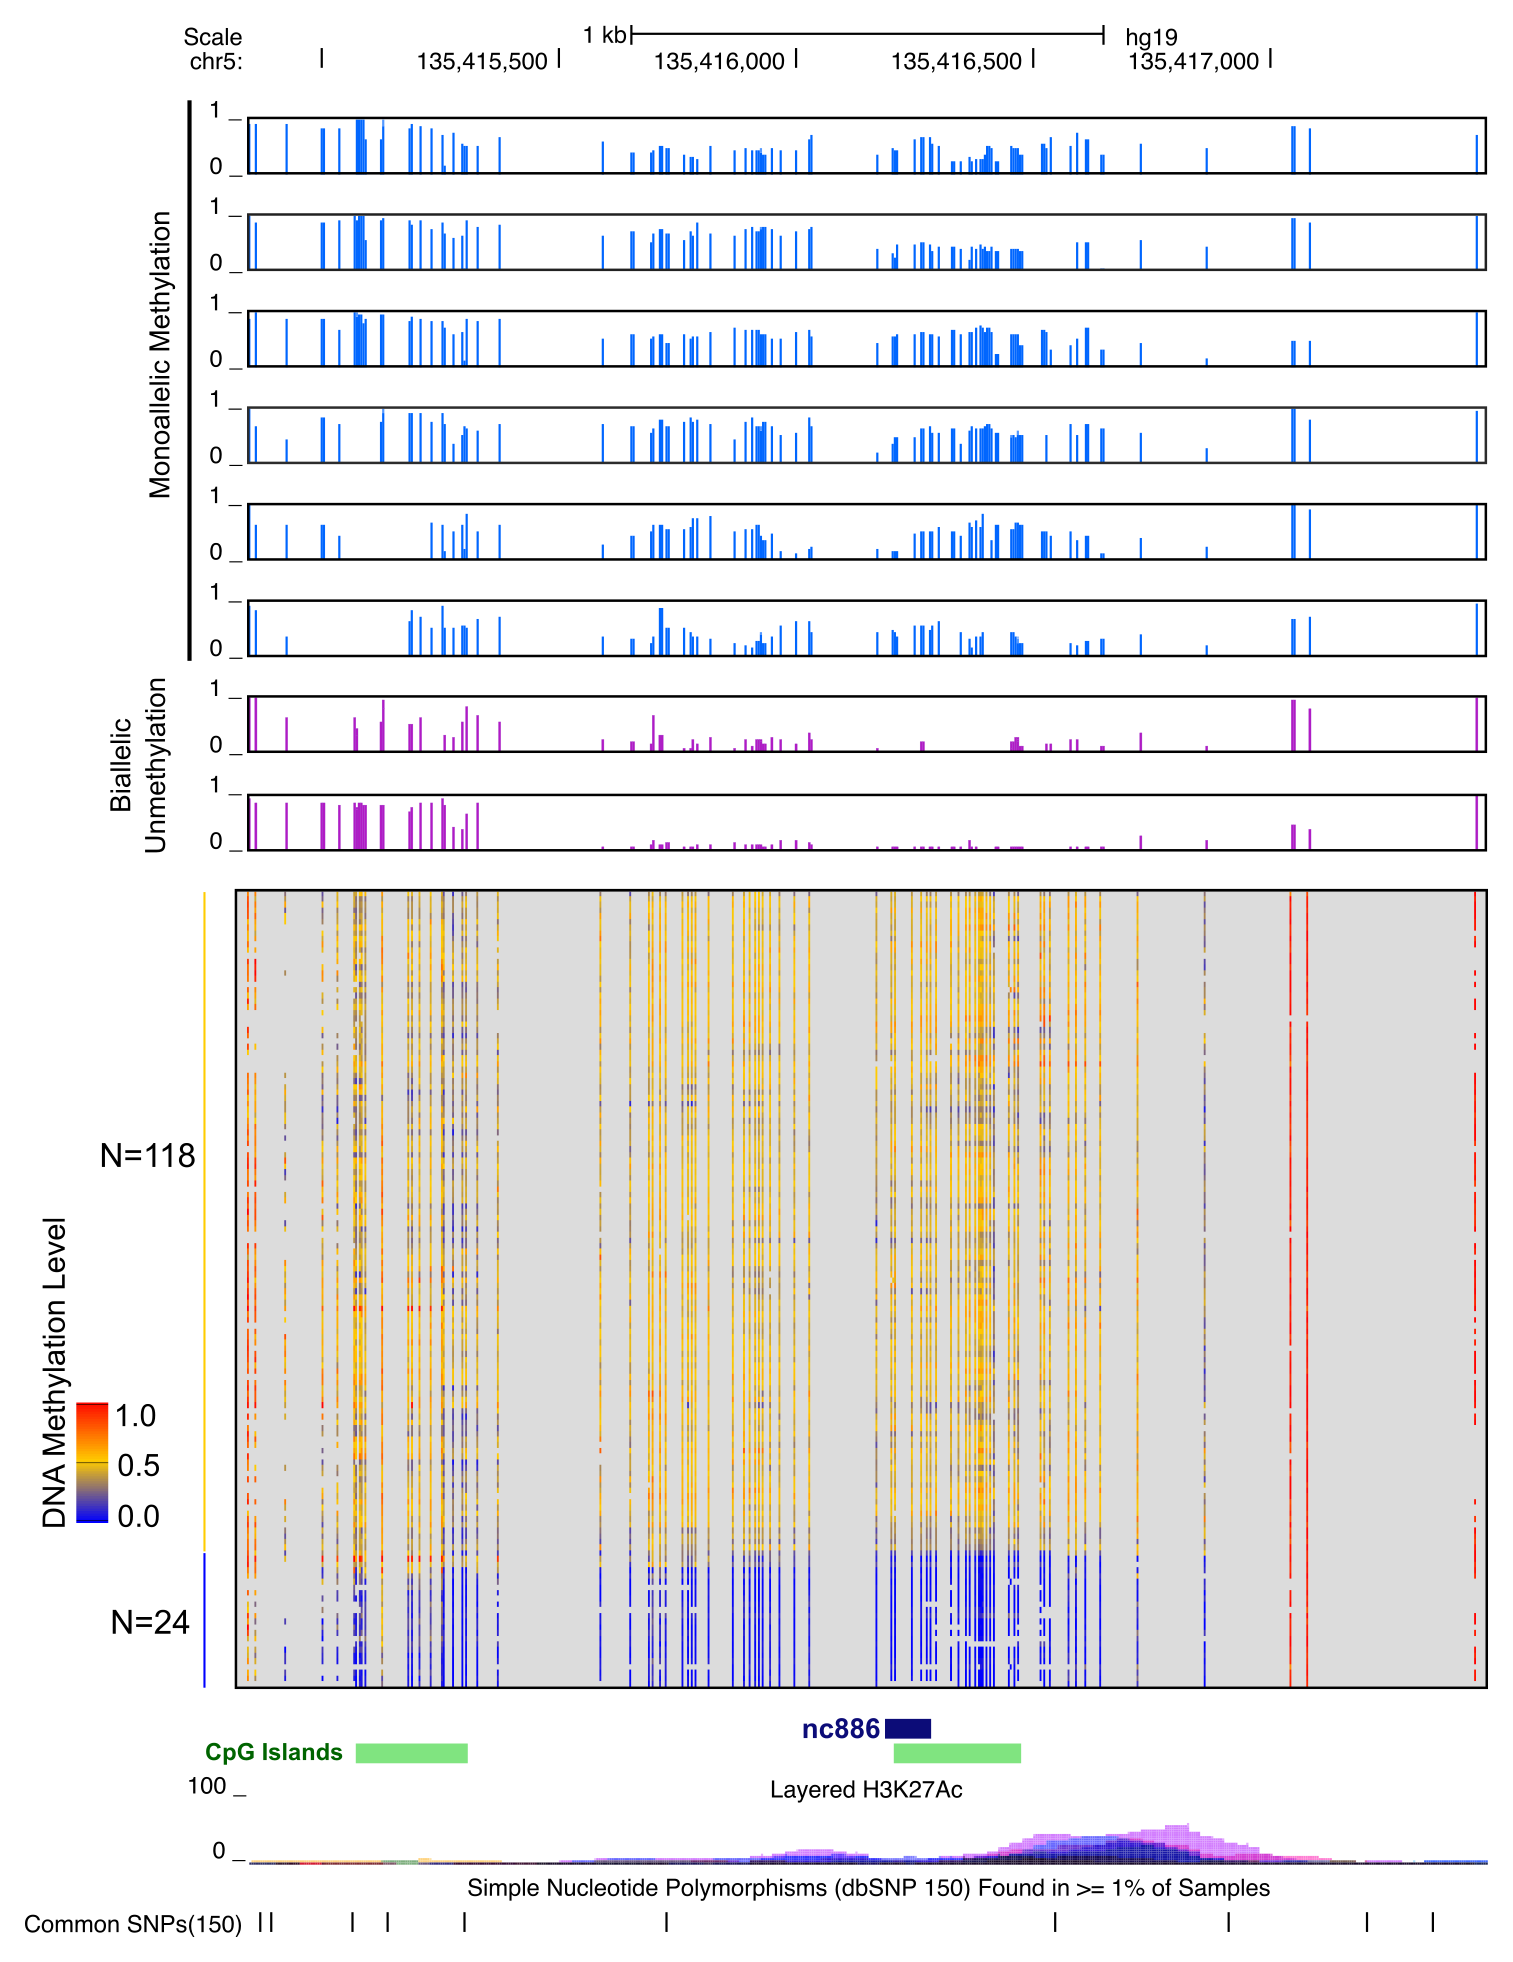 Scale 1 kb hg19
chr5: 135,415,500 135,416,000 135,416,500 135,417,000
Monoallelic Methylation
1
0
1
0
1
0
1
0
1
0
1
0
Biallelic
Unmethylation
1
0
1
0
DNA Methylation Level
N=118
1.0
0.5
0.0
N=24
nc886
CpG Islands
100
Layered H3K27Ac
0
Simple Nucleotide Polymorphisms (dbSNP 150) Found in >= 1% of Samples
Common SNPs(150)